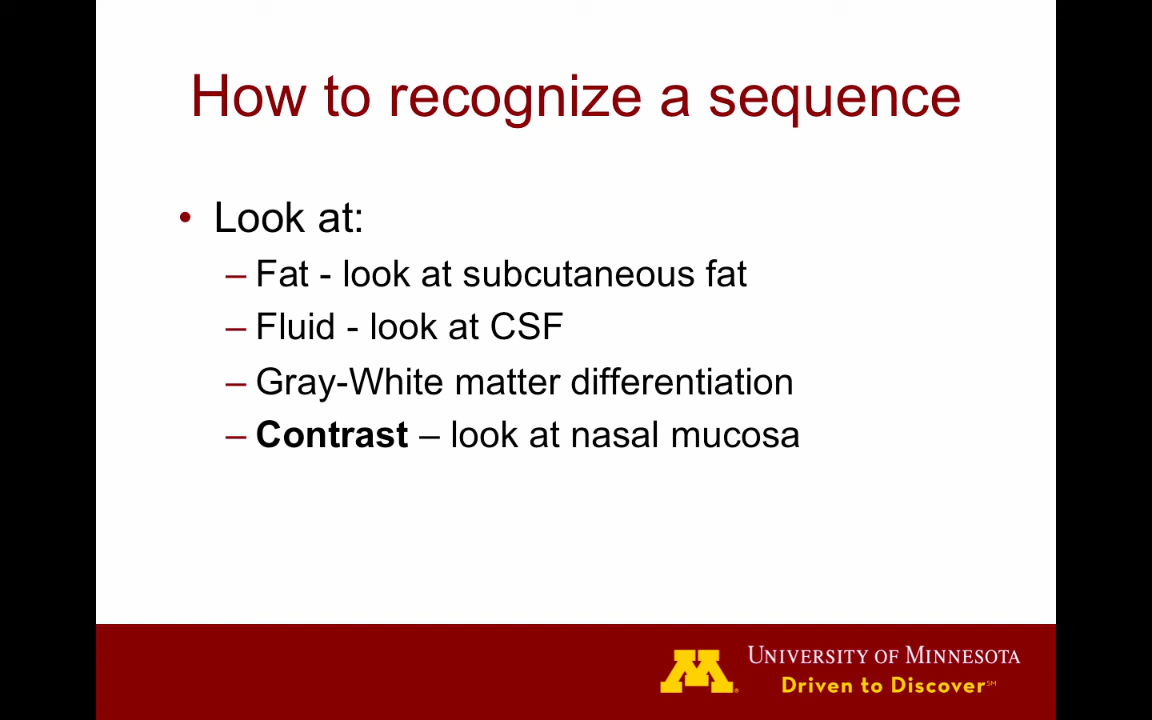 How to recognize a sequence
• Look at:
– Fat - look at subcutaneous fat
– Fluid - look at CSF
– Gray-White matter differentiation
– Contrast – look at nasal mucosa
M
UNIVERSITY OF MINNESOTA
Driven to Discover℠